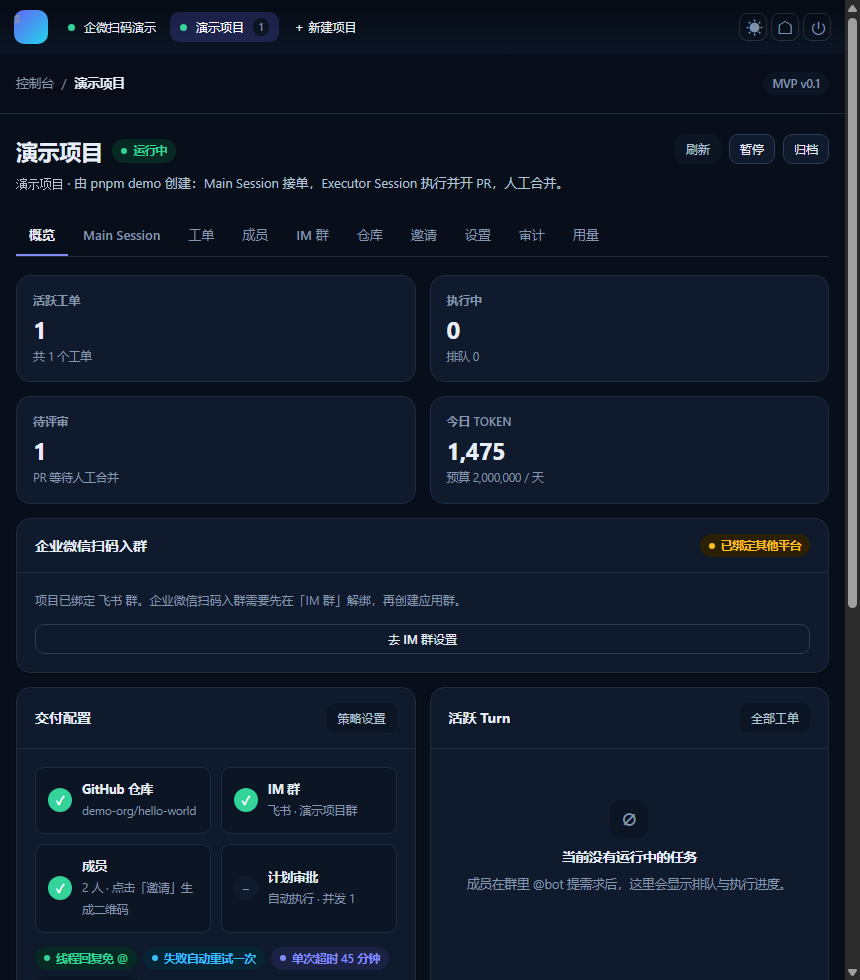 企微扫码演示
演示项目 1
+ 新建项目
控制台 / 演示项目
MVP v0.1
演示项目
运行中
刷新
暂停
归档
演示项目 · 由 pnpm demo 创建：Main Session 接单，Executor Session 执行并开 PR，人工合并。
概览
Main Session
工单
成员
IM 群
仓库
邀请
设置
审计
用量
活跃工单
1
共 1 个工单
执行中
0
排队 0
待评审
1
PR 等待人工合并
今日 TOKEN
1,475
预算 2,000,000 / 天
企业微信扫码入群
已绑定其他平台
项目已绑定 飞书 群。企业微信扫码入群需要先在「IM 群」解绑，再创建应用群。
去 IM 群设置
交付配置
策略设置
GitHub 仓库
demo-org/hello-world
IM 群
飞书 · 演示项目群
成员
2 人 · 点击「邀请」生
成二维码
计划审批
自动执行 · 并发 1
线程回复免 @
失败自动重试一次
单次超时 45 分钟
活跃 Turn
全部工单
当前没有运行中的任务
成员在群里 @bot 提需求后，这里会显示排队与执行进度。